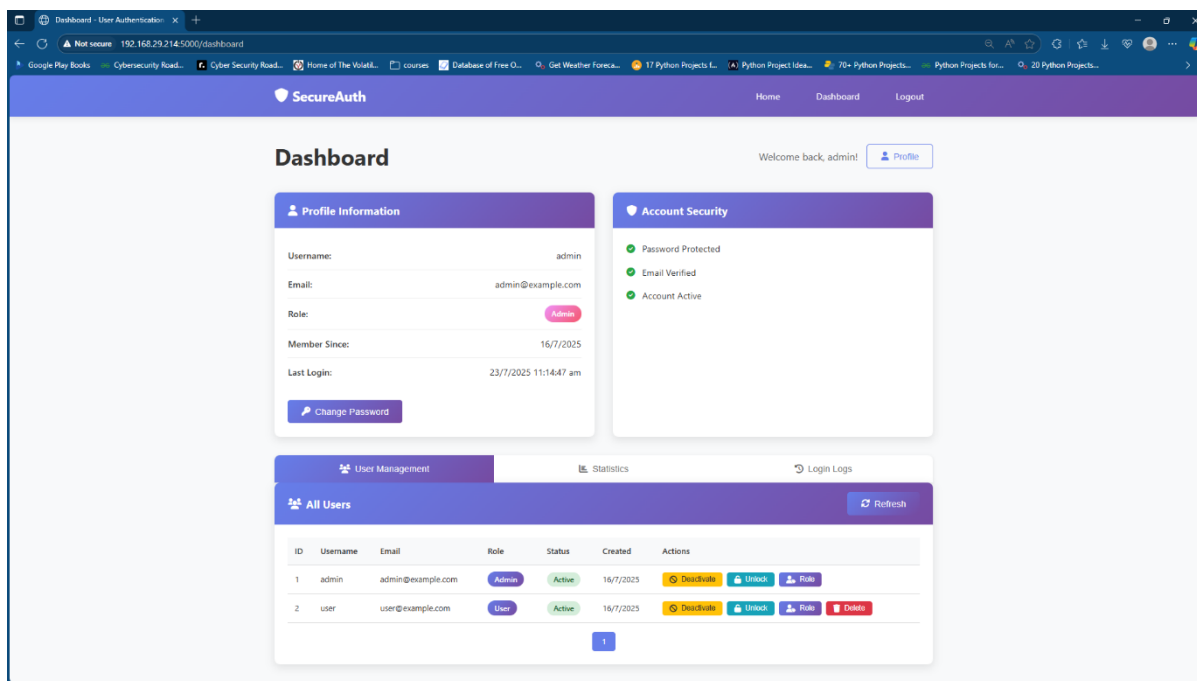 Dashboard - User Authentication
Not secure 192.168.29.214:5000/dashboard
Google Play Books Cybersecurity Road... Cyber Security Road... Home of The Volatil... courses Database of Free O... Get Weather Foreca... 17 Python Projects f... Python Project Idea... 70+ Python Projects... Python Projects for... 20 Python Projects...
SecureAuth Home Dashboard Logout
Dashboard Welcome back, admin! Profile
Profile Information
Username: admin
Email: admin@example.com
Role: Admin
Member Since: 16/7/2025
Last Login: 23/7/2025 11:14:47 am
Change Password
Account Security
Password Protected
Email Verified
Account Active
User Management Statistics Login Logs
All Users Refresh
ID Username Email Role Status Created Actions
1 admin admin@example.com Admin Active 16/7/2025 Deactivate Unlock Role
2 user user@example.com User Active 16/7/2025 Deactivate Unlock Role Delete
1